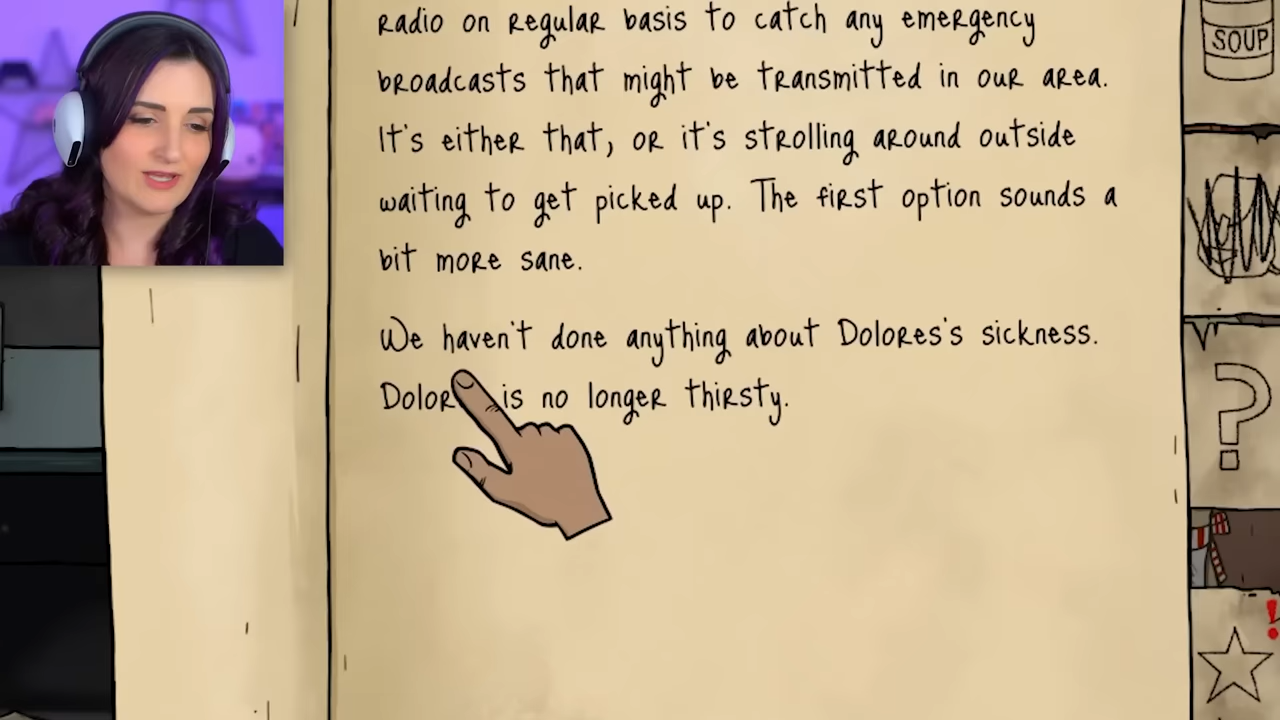 radio on regular basis to catch any emergency
broadcasts that might be transmitted in our area.
It's either that, or it's strolling around outside
waiting to get picked up. The first option sounds a
bit more sane.
We haven't done anything about Dolores's sickness.
Dolor is no longer thirsty.
SOUP